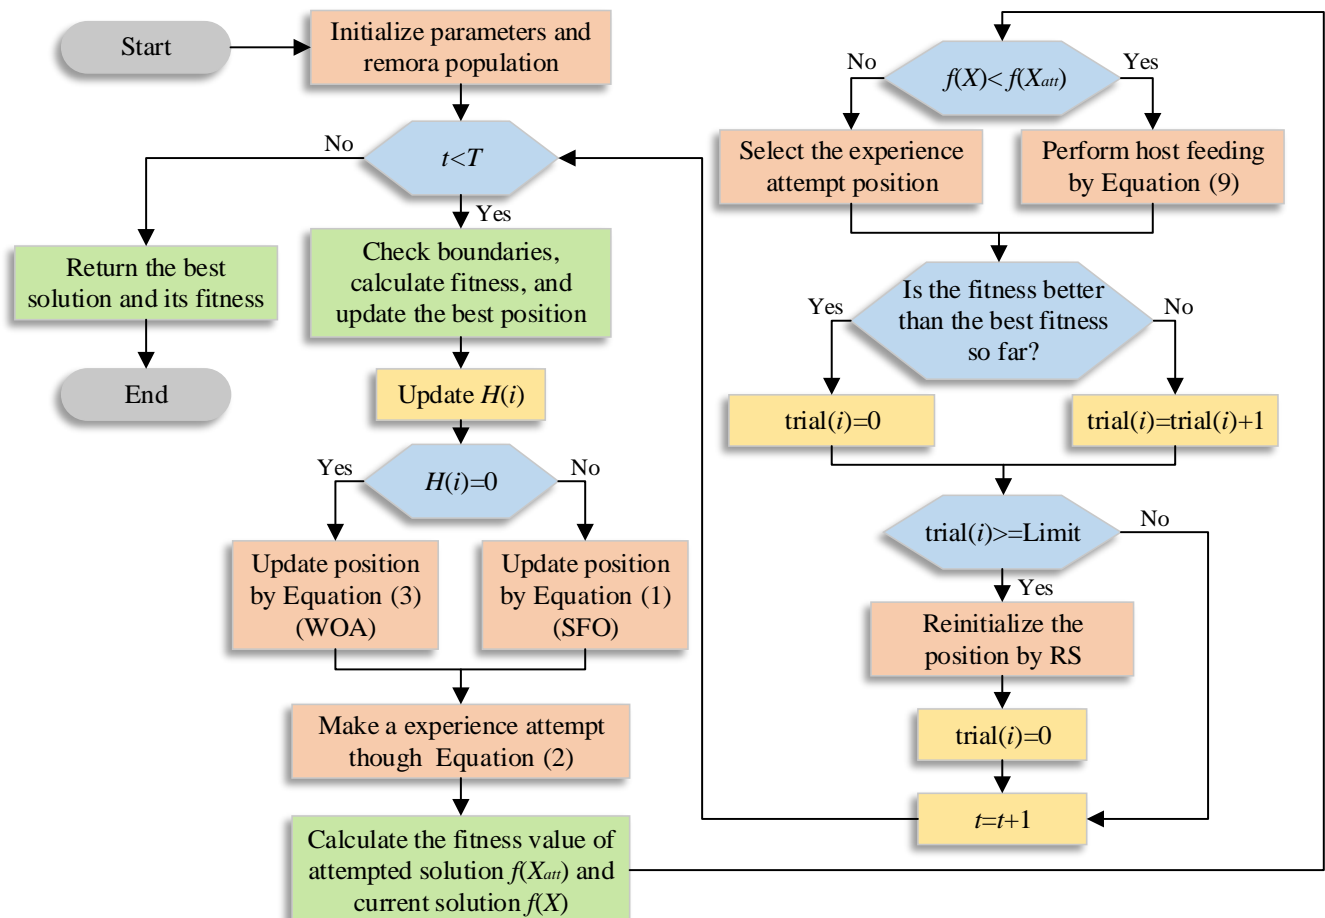 Start
Initialize parameters and
remora population
No
t<T
Yes
Return the best
solution and its fitness
End
Check boundaries,
calculate fitness, and
update the best position
Update H(i)
Yes
H(i)=0
No
Update position
by Equation (3)
(WOA)
Update position
by Equation (1)
(SFO)
Make a experience attempt
though Equation (2)
Calculate the fitness value of
attempted solution f(Xatt) and
current solution f(X)
No
f(X)< f(Xatt)
Yes
Select the experience
attempt position
Perform host feeding
by Equation (9)
Yes
Is the fitness better
than the best fitness
so far?
No
trial(i)=0
trial(i)=trial(i)+1
trial(i)>=Limit
No
Yes
Reinitialize the
position by RS
trial(i)=0
t=t+1